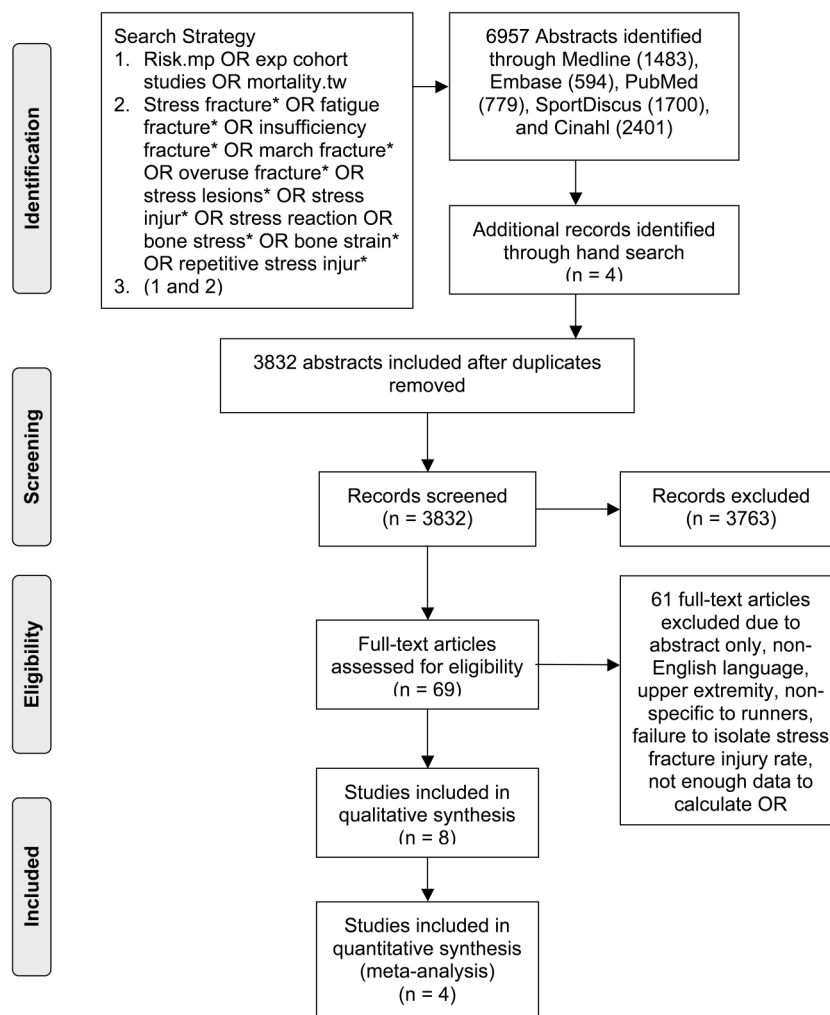 Search Strategy
1. Risk.mp OR exp cohort
studies OR mortality.tw
2. Stress fracture* OR fatigue
fracture* OR insufficiency
fracture* OR march fracture*
OR overuse fracture* OR
stress lesions* OR stress
injur* OR stress reaction OR
bone stress* OR bone strain*
OR repetitive stress injur*
3. (1 and 2)
6957 Abstracts identified
through Medline (1483),
Embase (594), PubMed
(779), SportDiscus (1700),
and Cinahl (2401)
Identification
Additional records identified
through hand search
(n = 4)
3832 abstracts included after duplicates
removed
Screening
Records screened
(n = 3832)
Records excluded
(n = 3763)
Eligibility
Full-text articles
assessed for eligibility
(n = 69)
61 full-text articles
excluded due to
abstract only, non-
English language,
upper extremity, non-
specific to runners,
failure to isolate stress
fracture injury rate,
not enough data to
calculate OR
Studies included in
qualitative synthesis
(n = 8)
Included
Studies included in
quantitative synthesis
(meta-analysis)
(n = 4)